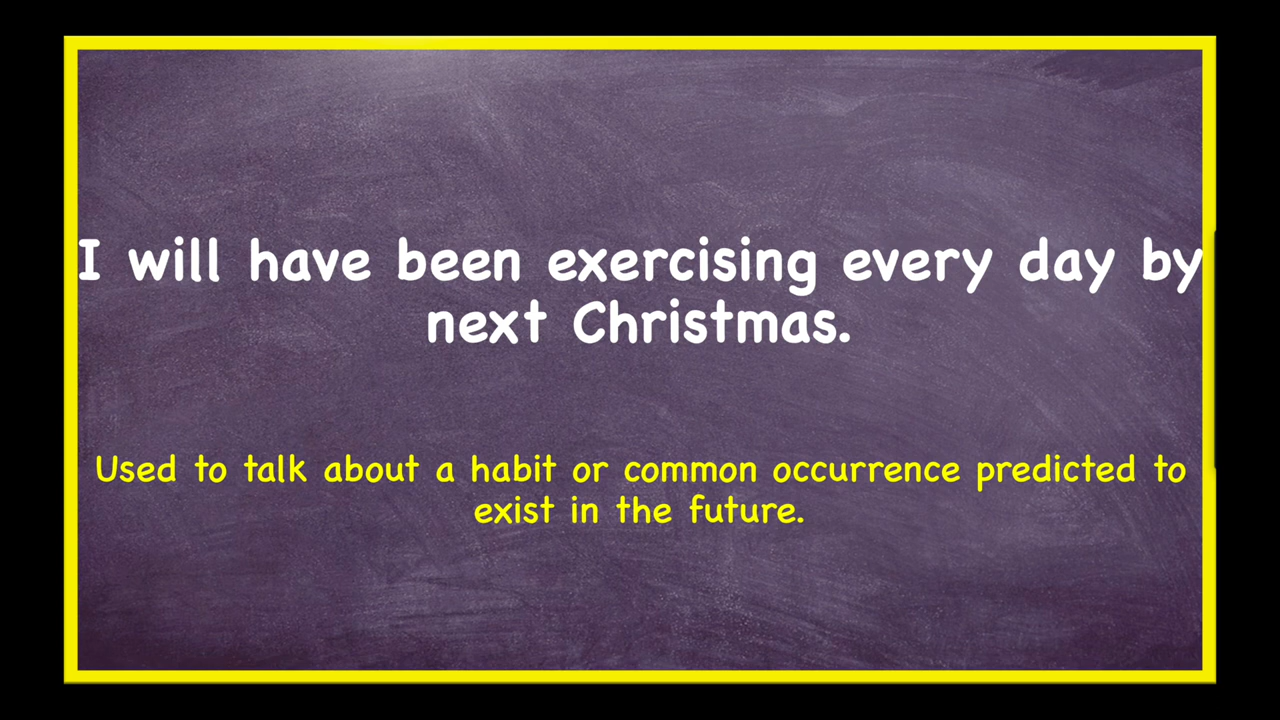 I will have been exercising every day by
next Christmas.
Used to talk about a habit or common occurrence predicted to
exist in the future.